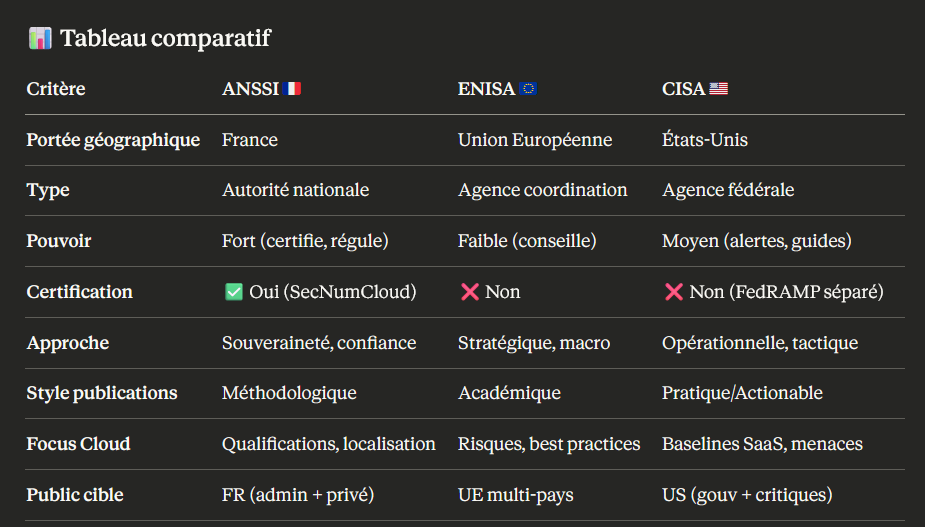 📊 Tableau comparatif
Critère ANSSI 🇫🇷 ENISA 🇪🇺 CISA 🇺🇸
Portée géographique France Union Européenne États-Unis
Type Autorité nationale Agence coordination Agence fédérale
Pouvoir Fort (certifie, régule) Faible (conseille) Moyen (alertes, guides)
Certification ✅ Oui (SecNumCloud) ❌ Non ❌ Non (FedRAMP séparé)
Approche Souveraineté, confiance Stratégique, macro Opérationnelle, tactique
Style publications Méthodologique Académique Pratique/Actionable
Focus Cloud Qualifications, localisation Risques, best practices Baselines SaaS, menaces
Public cible FR (admin + privé) UE multi-pays US (gouv + critiques)